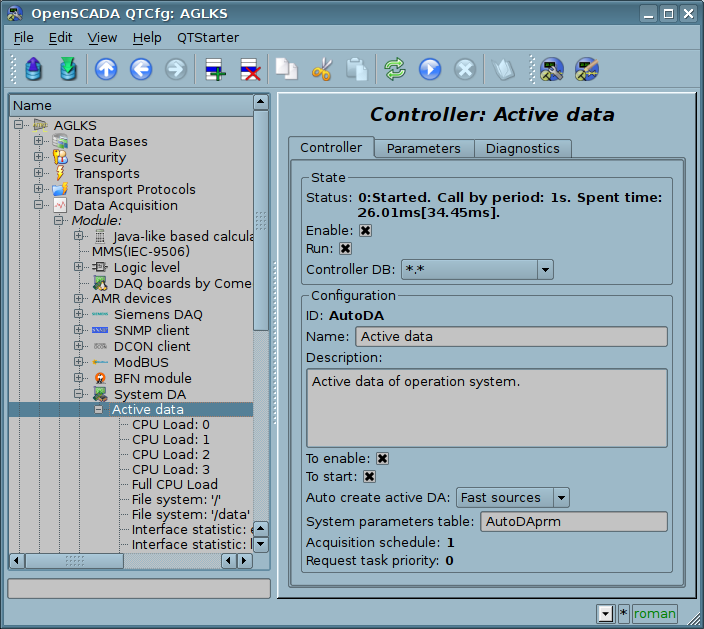 OpenSCADA QTCfg: AGLKS
File Edit View Help QTStarter
Name
AGLKS
Data Bases
Security
Transports
Transport Protocols
Data Acquisition
Module:
Java-like based calcula
MMS(IEC-9506)
Logic level
DAQ boards by Come
AMR devices
Siemens DAQ
SNMP client
DCON client
ModBUS
BFN module
System DA
Active data
CPU Load: 0
CPU Load: 1
CPU Load: 2
CPU Load: 3
Full CPU Load
File system: '/'
File system: '/data'
Interface statistic:
Interface statistic:
Controller: Active data
Controller Parameters Diagnostics
State
Status: 0:Started. Call by period: 1s. Spent time:
26.01ms[34.45ms].
Enable:
Run:
Controller DB: *.*
Configuration
ID: AutoDA
Name: Active data
Description:
Active data of operation system.
To enable:
To start:
Auto create active DA: Fast sources
System parameters table: AutoDAprm
Acquisition schedule: 1
Request task priority: 0
* roman